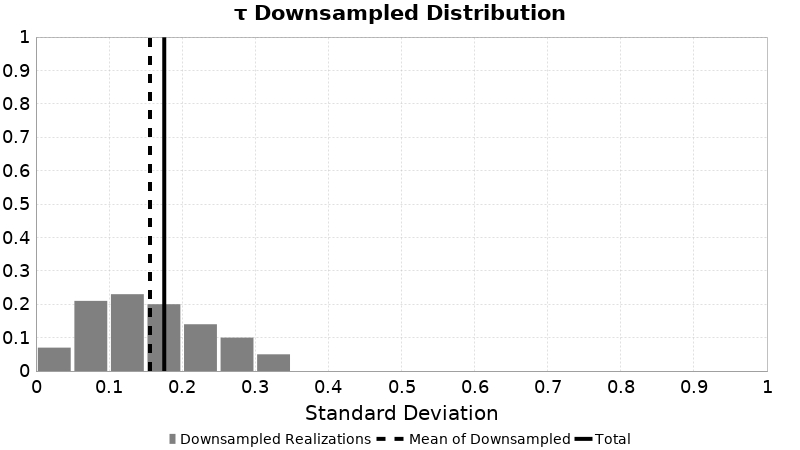 τ Downsampled Distribution
1
0.9
0.8
0.7
0.6
0.5
0.4
0.3
0.2
0.1
0
0 0.1 0.2 0.3 0.4 0.5 0.6 0.7 0.8 0.9 1
Standard Deviation
Downsampled Realizations Mean of Downsampled Total